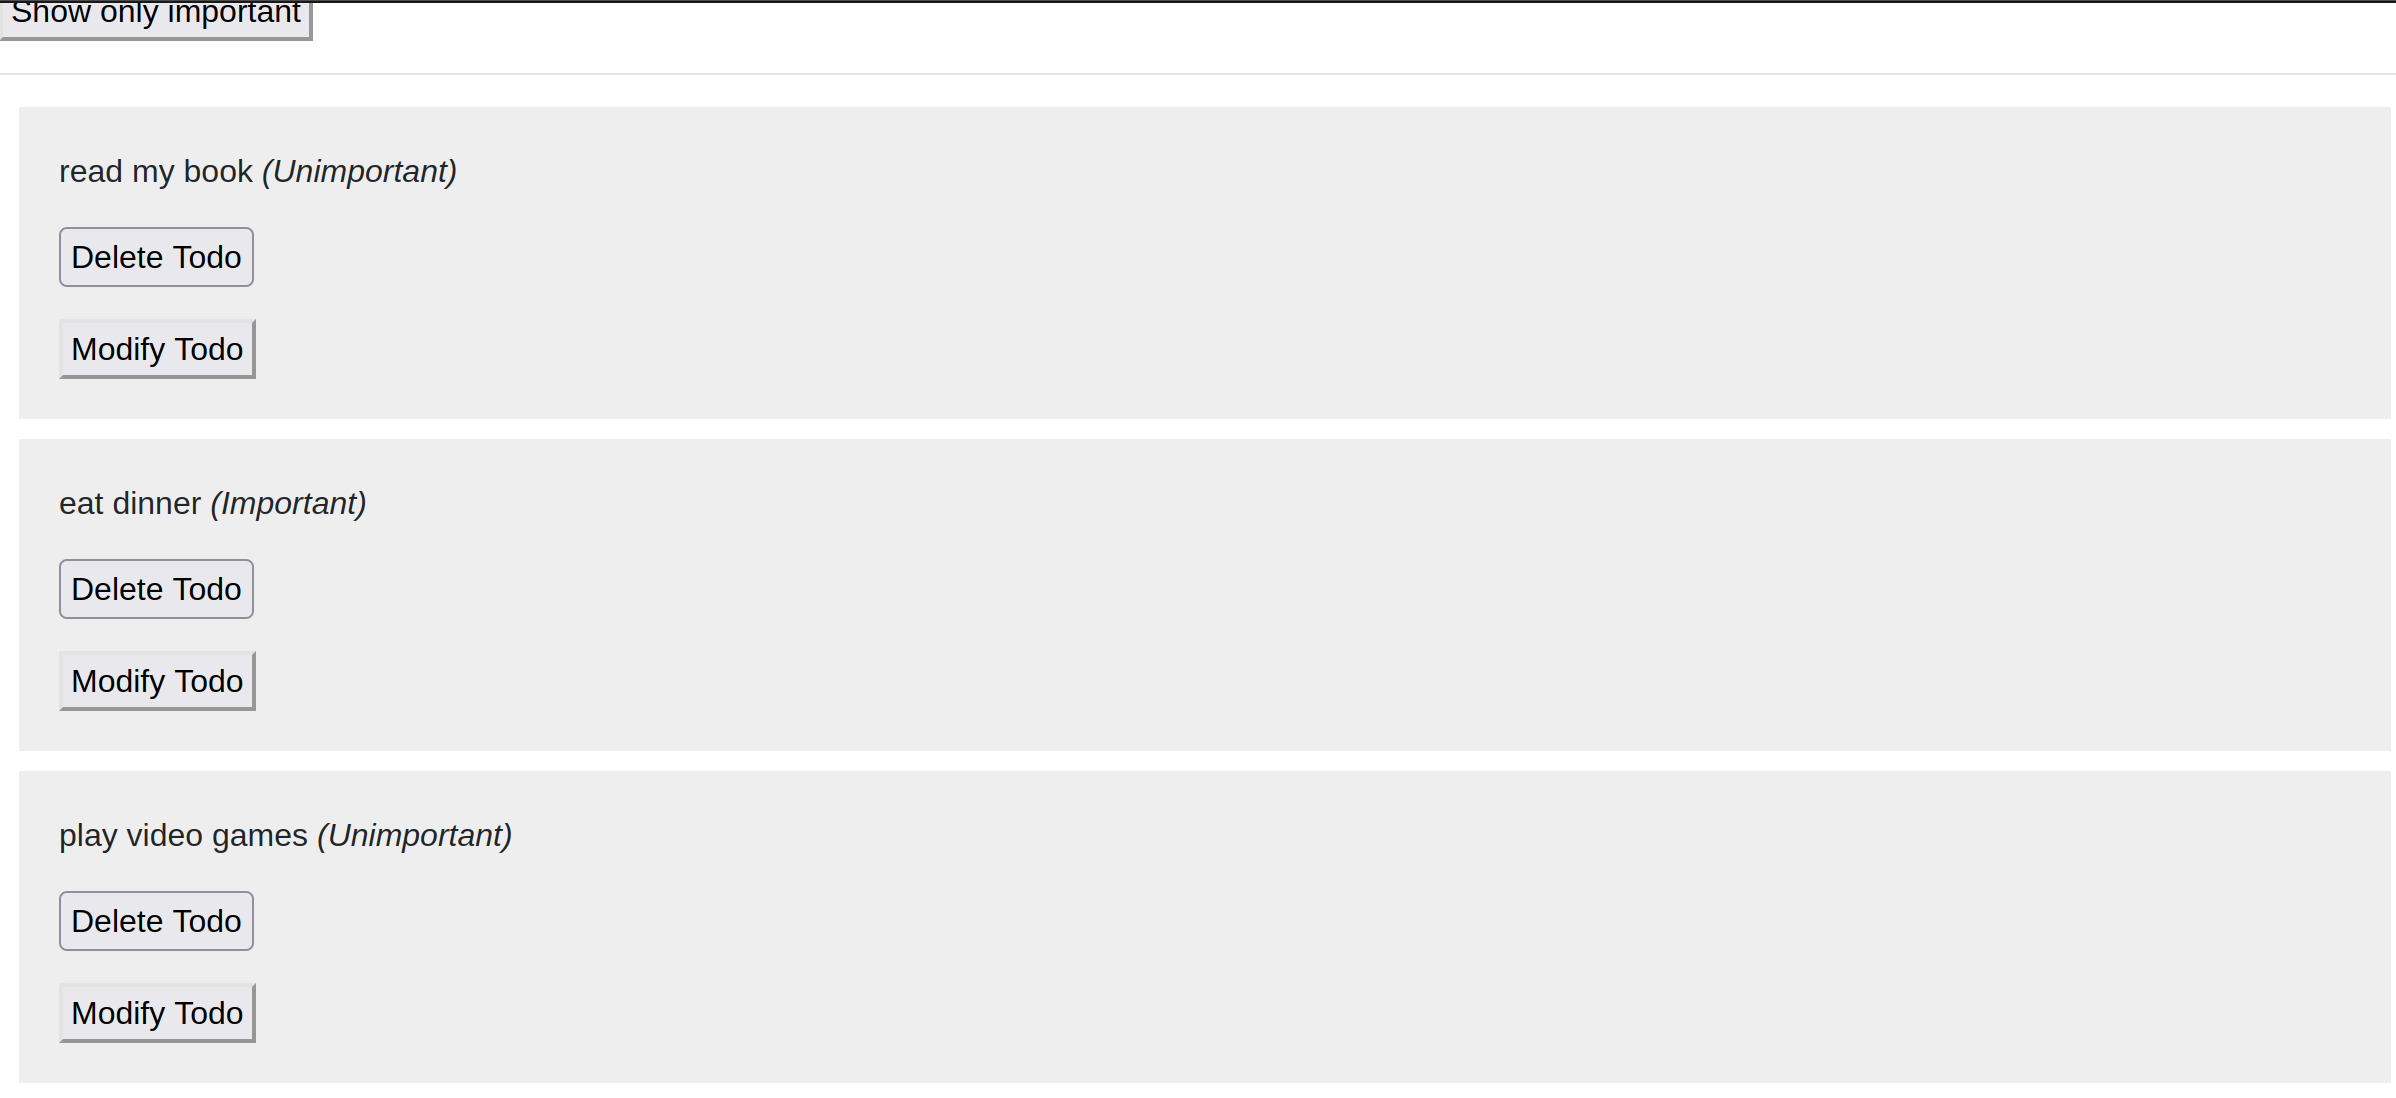 Show only important
read my book (Unimportant)
Delete Todo
Modify Todo
eat dinner (Important)
Delete Todo
Modify Todo
play video games (Unimportant)
Delete Todo
Modify Todo